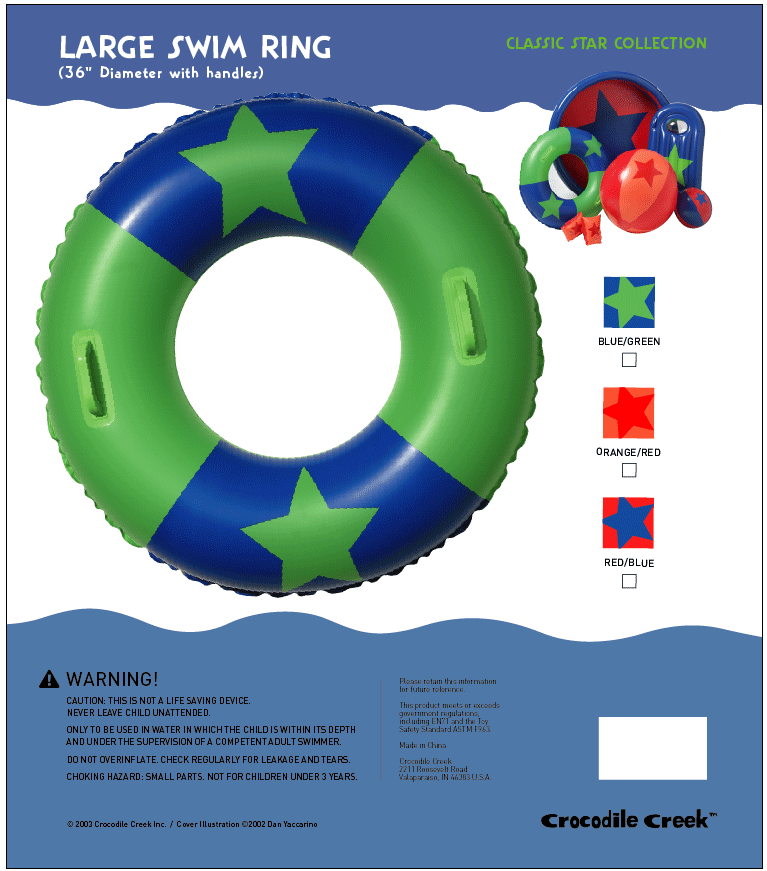 LARGE SWIM RING
(36" Diameter with handles)
CLASSIC STAR COLLECTION
BLUE/GREEN
ORANGE/RED
RED/BLUE
WARNING!
CAUTION: THIS IS NOT A LIFE SAVING DEVICE.
NEVER LEAVE CHILD UNATTENDED.
ONLY TO BE USED IN WATER IN WHICH THE CHILD IS WITHIN ITS DEPTH
AND UNDER THE SUPERVISION OF A COMPETENT ADULT SWIMMER.
DO NOT OVERINFLATE. CHECK REGULARLY FOR LEAKAGE AND TEARS.
CHOKING HAZARD: SMALL PARTS. NOT FOR CHILDREN UNDER 3 YEARS.
Please retain this information
for future reference.
This product meets or exceeds
government regulations,
including EN71 and the Toy
Safety Standard ASTM F963.
Made in China
Crocodile Creek
2211 Roosevelt Road
Valaparaiso, IN 46383 U.S.A.
© 2003 Crocodile Creek Inc. / Cover Illustration ©2002 Dan Yaccarino
Crocodile Creek™